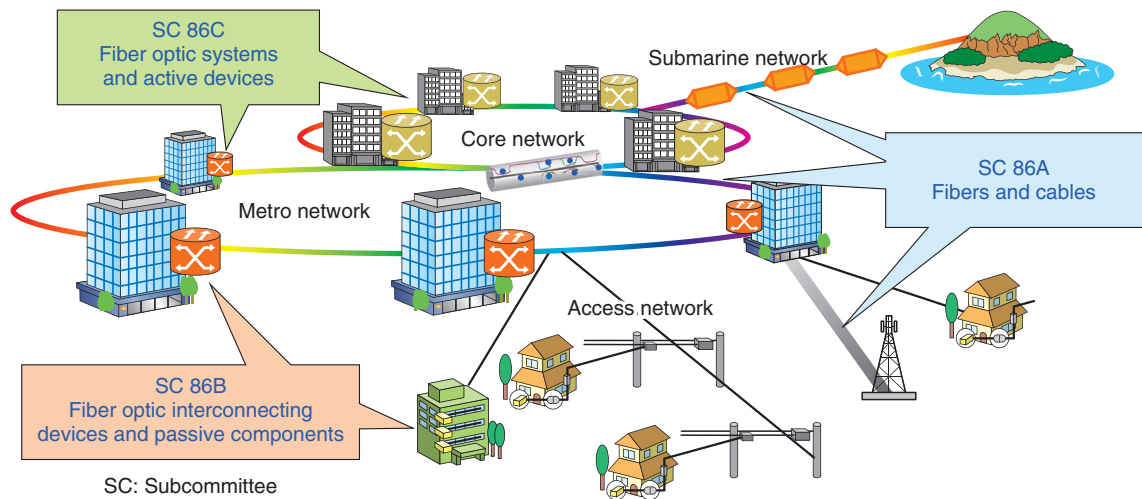 SC 86C
Fiber optic systems
and active devices
Submarine network
Core network
SC 86A
Fibers and cables
Metro network
Access network
SC 86B
Fiber optic interconnecting
devices and passive components
SC: Subcommittee